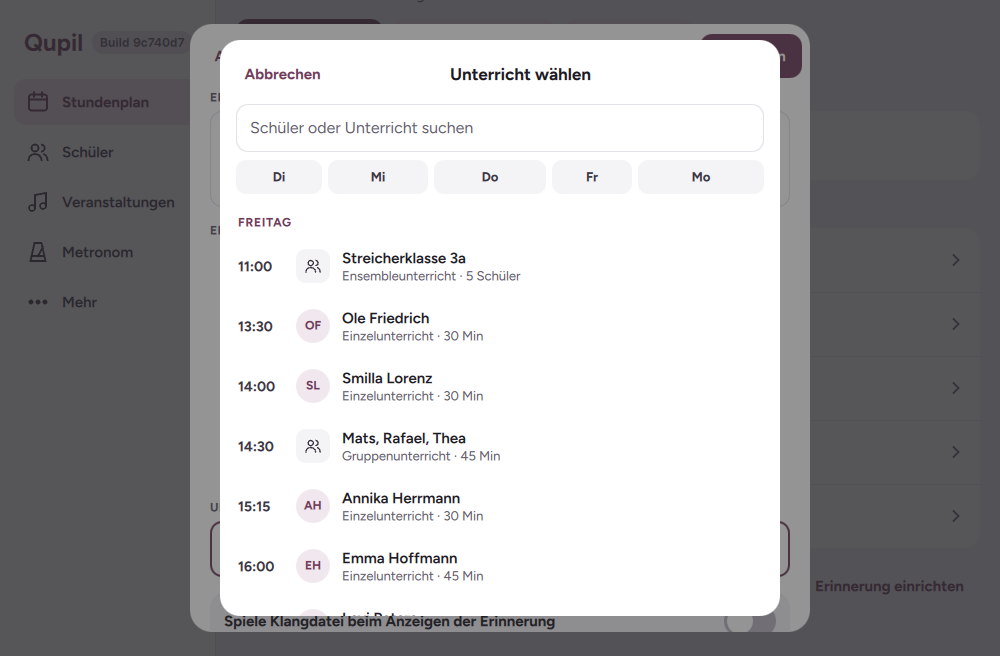 Qupil Build 9c740d7
Stundenplan
Schüler
Veranstaltungen
Metronom
Mehr
Abbrechen
Unterricht wählen
Schüler oder Unterricht suchen
Di Mi Do Fr Mo
FREITAG
11:00 Streicherklasse 3a
Ensembleunterricht · 5 Schüler
13:30 OF Ole Friedrich
Einzelunterricht · 30 Min
14:00 SL Smilla Lorenz
Einzelunterricht · 30 Min
14:30 Mats, Rafael, Thea
Gruppenunterricht · 45 Min
15:15 AH Annika Herrmann
Einzelunterricht · 30 Min
16:00 EH Emma Hoffmann
Einzelunterricht · 45 Min
Erinnerung einrichten
Spiele Klangdatei beim Anzeigen der Erinnerung